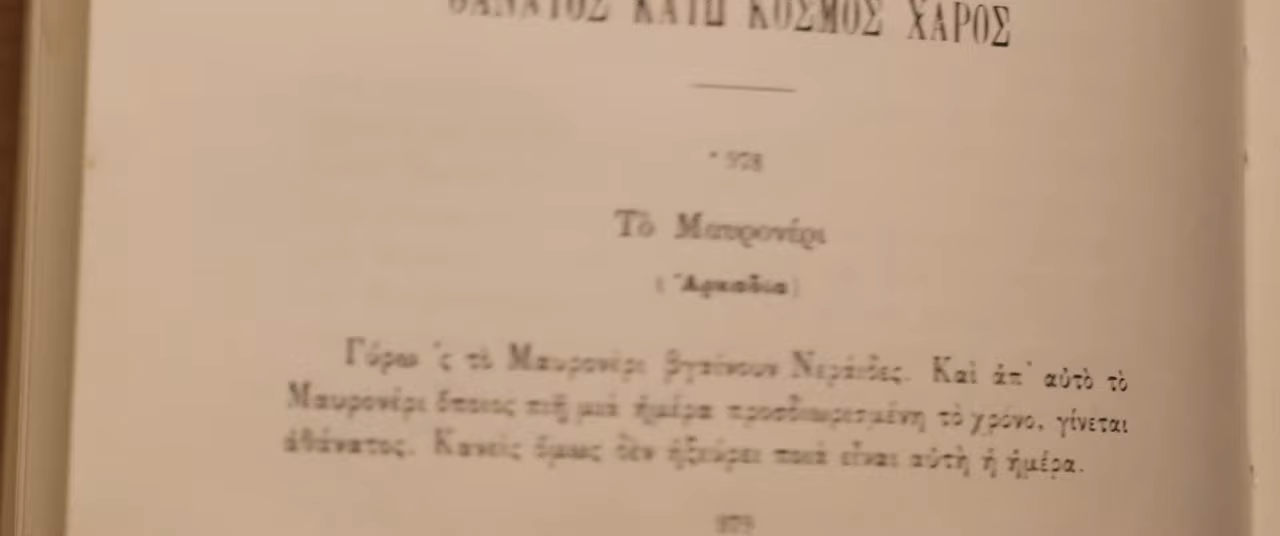 ΘΑΝΑΤΟΣ ΚΑΤΩ ΚΟΣΜΟΣ ΧΑΡΟΣ
* 978
Τὸ Μαυρονέρι
(Ἀρκαδία)
Γύρω 'ς τὸ Μαυρονέρι βγαίνουν Νεράιδες. Καὶ ἀπ' αὐτὸ τὸ
Μαυρονέρι ὅποιος πιῇ μιὰ ἡμέρα προσδιωρισμένη τὸ χρόνο, γίνεται
ἀθάνατος. Κανεὶς ὅμως δὲν ἠξεύρει ποιὰ εἶναι αὐτὴ ἡ ἡμέρα.
979